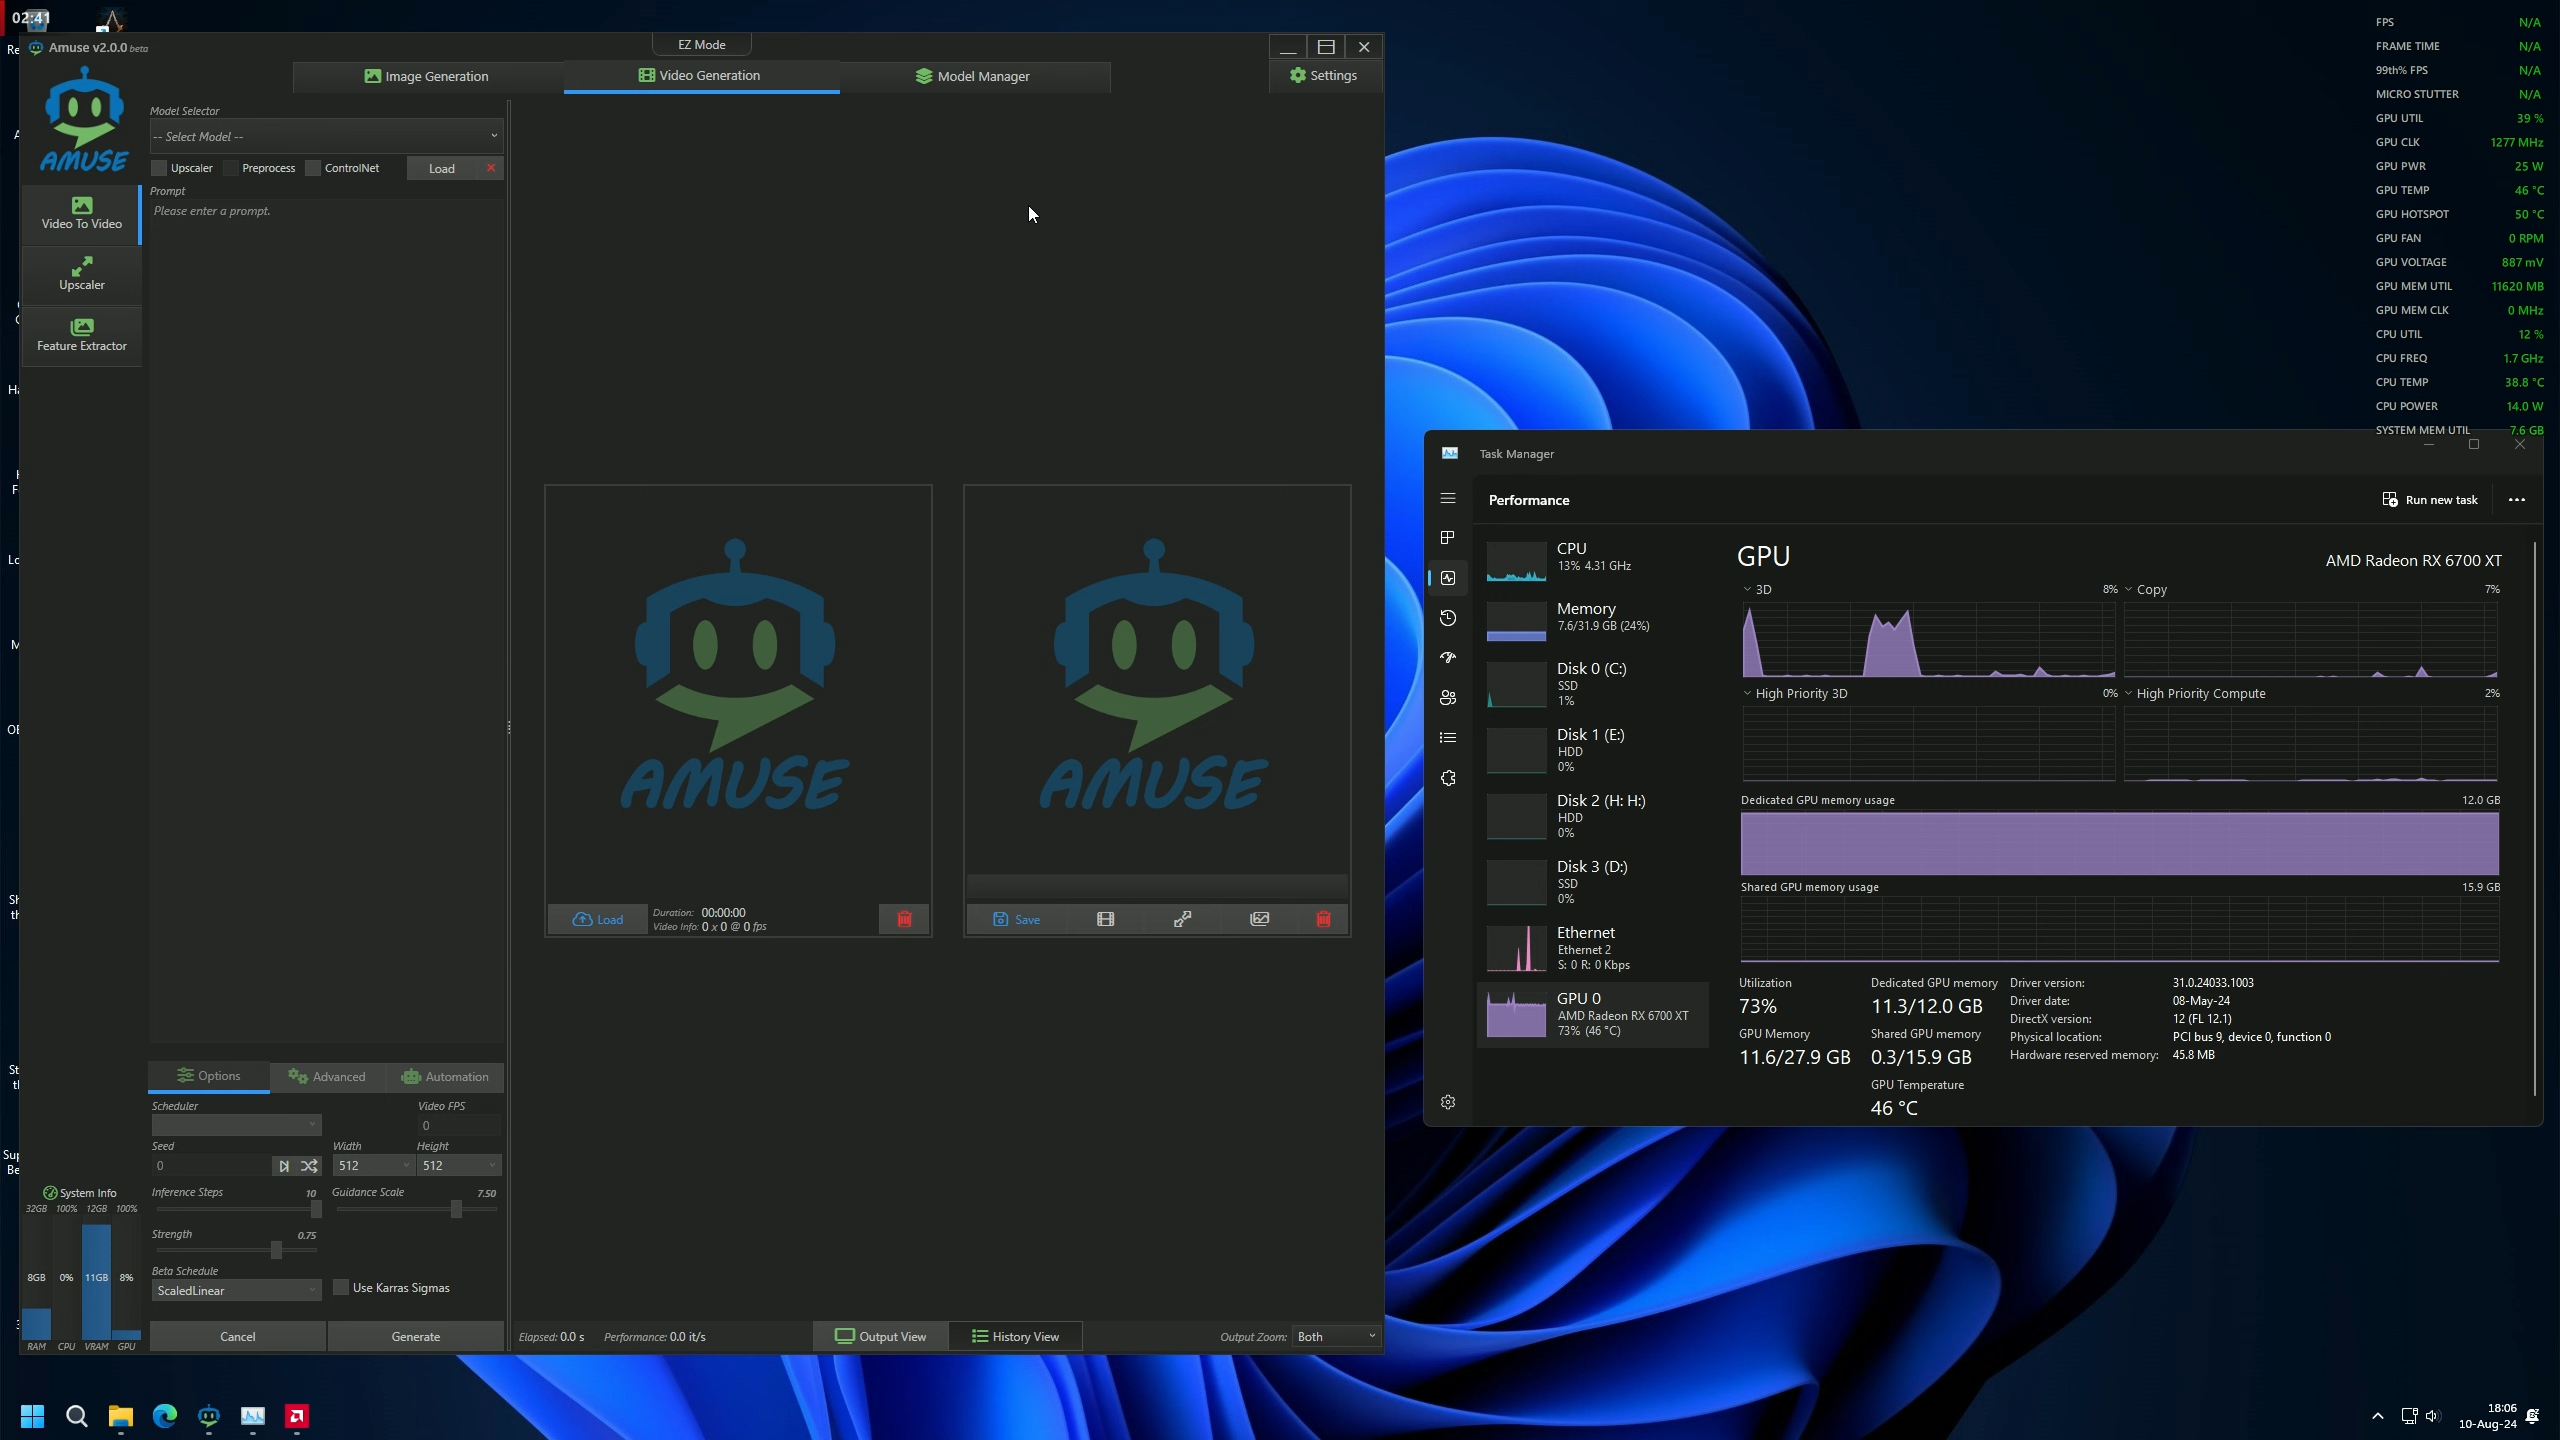 02:41
Re
Amuse v2.0.0 beta
EZ Mode
Image Generation
Video Generation
Model Manager
Settings
AMUSE
Video To Video
Upscaler
Feature Extractor
Model Selector
-- Select Model --
Upscaler
Preprocess
ControlNet
Load
Prompt
Please enter a prompt.
AMUSE
Load
Duration: 00:00:00
Video Info: 0 x 0 @ 0 fps
AMUSE
Save
Options
Advanced
Automation
Scheduler
Video FPS
0
Seed
Width
Height
0
512
512
Inference Steps 10
Guidance Scale 7.50
Strength 0.75
Beta Schedule
ScaledLinear
Use Karras Sigmas
Cancel
Generate
System Info
32GB 100% 12GB 100%
8GB 0% 11GB 8%
RAM CPU VRAM GPU
Elapsed: 0.0 s
Performance: 0.0 it/s
Output View
History View
Output Zoom: Both
FPS N/A
FRAME TIME N/A
99th% FPS N/A
MICRO STUTTER N/A
GPU UTIL 39 %
GPU CLK 1277 MHz
GPU PWR 25 W
GPU TEMP 46 °C
GPU HOTSPOT 50 °C
GPU FAN 0 RPM
GPU VOLTAGE 887 mV
GPU MEM UTIL 11620 MB
GPU MEM CLK 0 MHz
CPU UTIL 12 %
CPU FREQ 1.7 GHz
CPU TEMP 38.8 °C
CPU POWER 14.0 W
SYSTEM MEM UTIL 7.6 GB
Task Manager
Performance
Run new task
CPU
13% 4.31 GHz
Memory
7.6/31.9 GB (24%)
Disk 0 (C:)
SSD
1%
Disk 1 (E:)
HDD
0%
Disk 2 (H: H:)
HDD
0%
Disk 3 (D:)
SSD
0%
Ethernet
Ethernet 2
S: 0 R: 0 Kbps
GPU 0
AMD Radeon RX 6700 XT
73% (46 °C)
GPU
AMD Radeon RX 6700 XT
3D 8%
Copy 7%
High Priority 3D 0%
High Priority Compute 2%
Dedicated GPU memory usage 12.0 GB
Shared GPU memory usage 15.9 GB
Utilization
73%
GPU Memory
11.6/27.9 GB
Dedicated GPU memory
11.3/12.0 GB
Shared GPU memory
0.3/15.9 GB
GPU Temperature
46 °C
Driver version: 31.0.24033.1003
Driver date: 08-May-24
DirectX version: 12 (FL 12.1)
Physical location: PCI bus 9, device 0, function 0
Hardware reserved memory: 45.8 MB
18:06
10-Aug-24